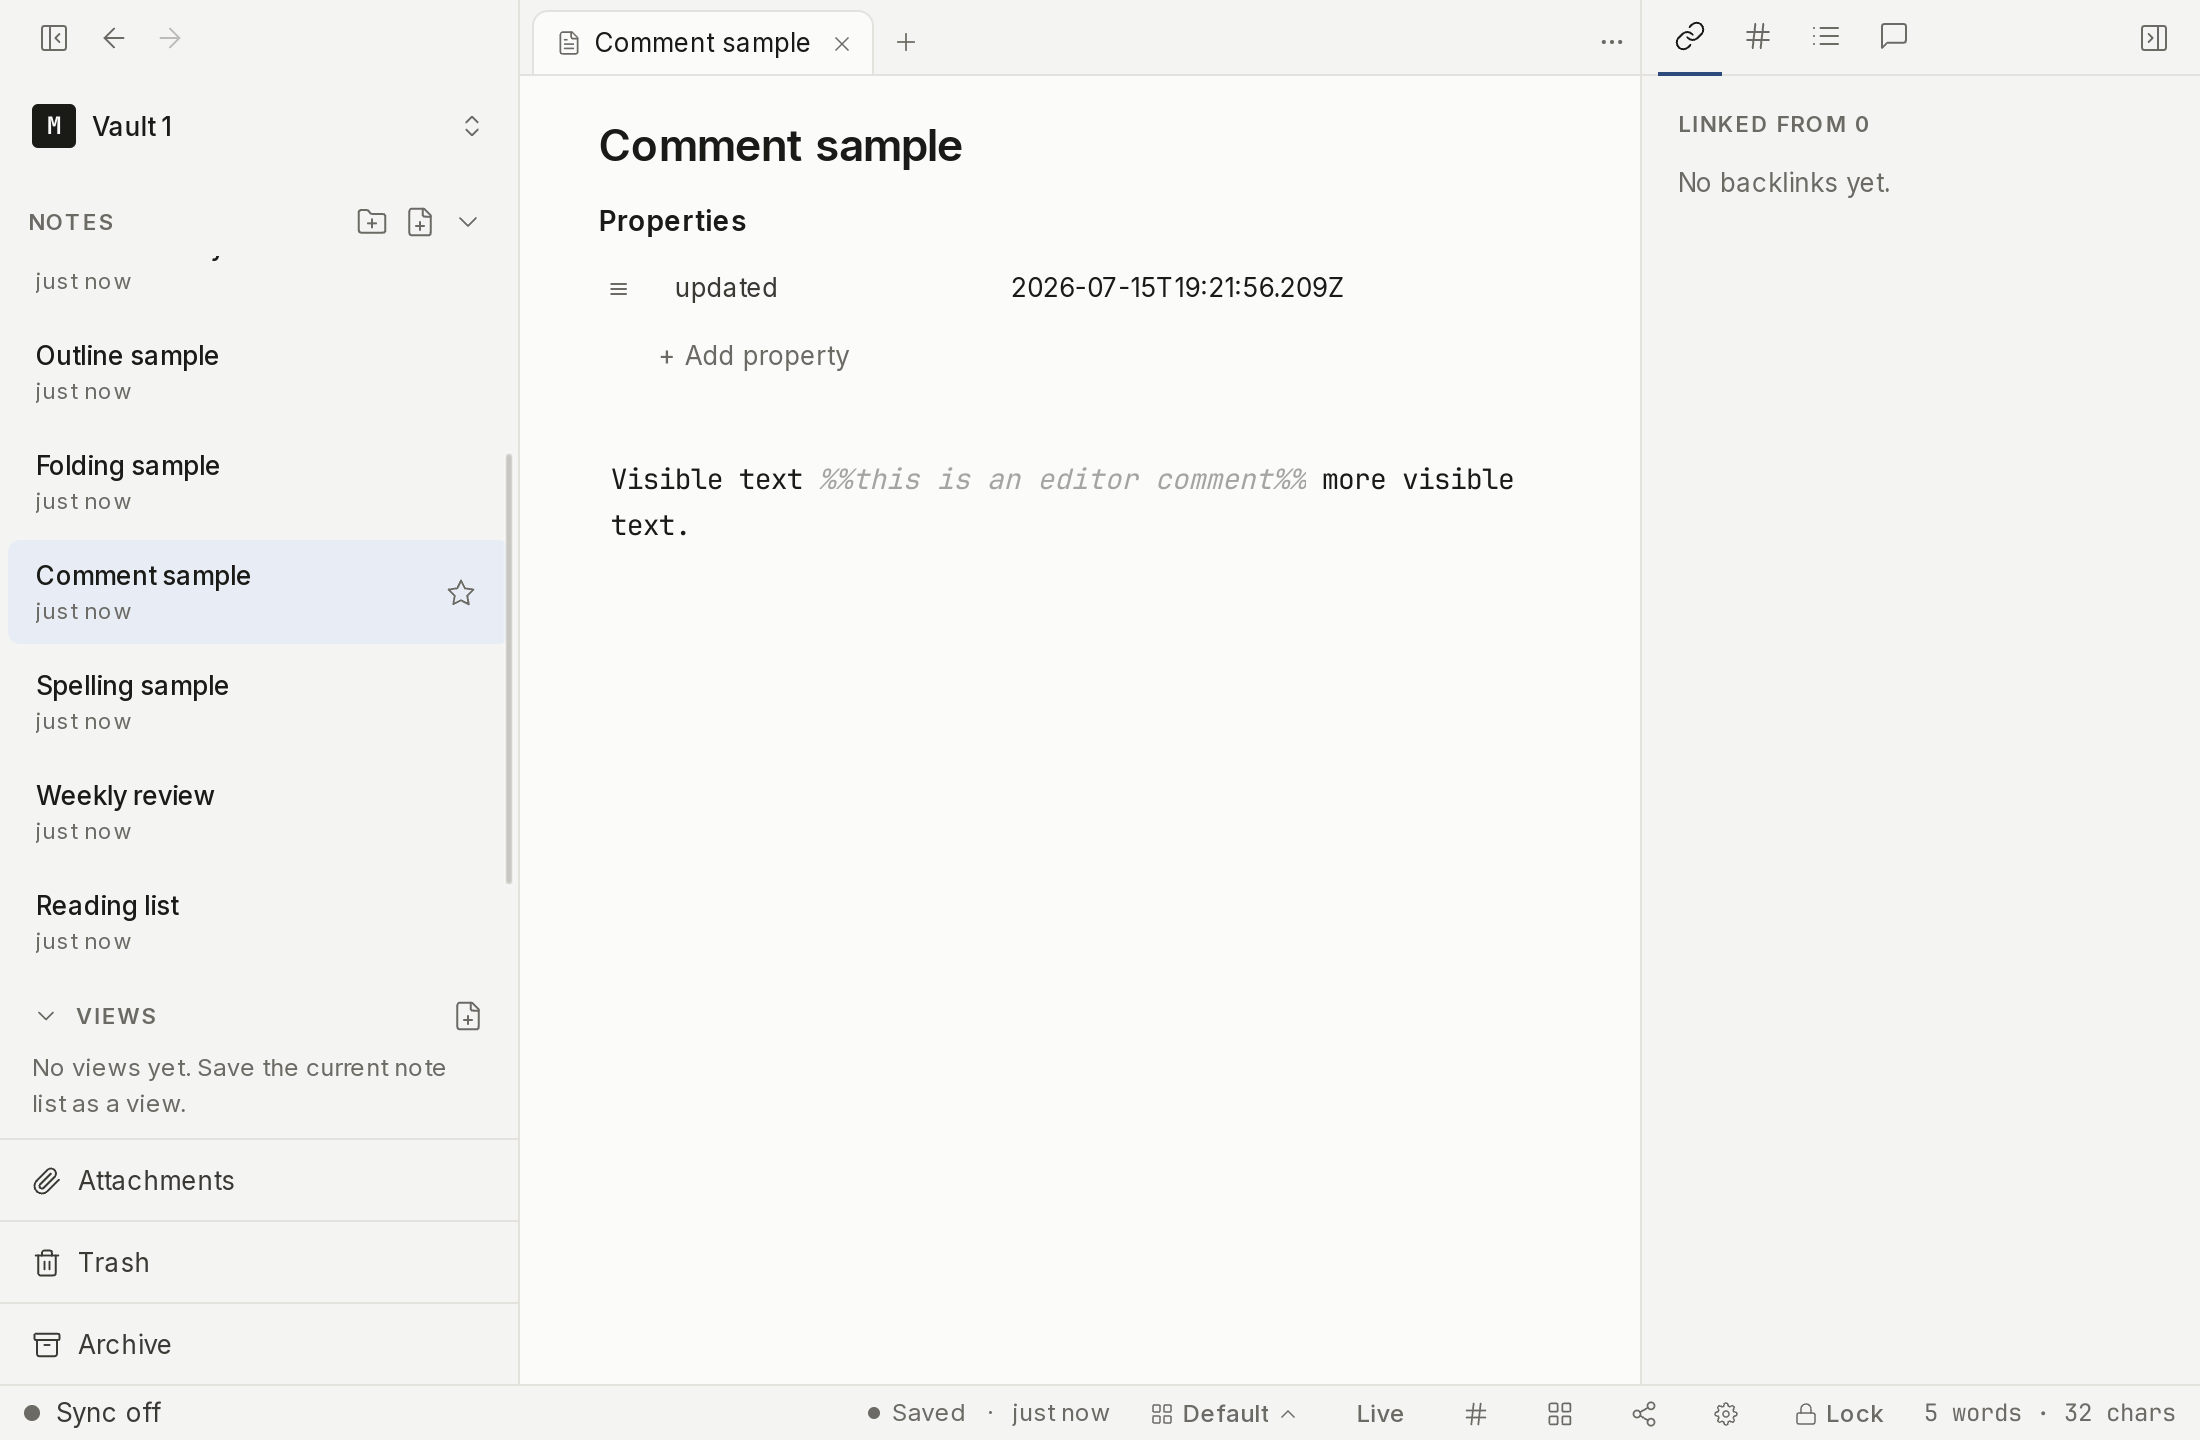 M Vault 1
NOTES
just now
Outline sample
just now
Folding sample
just now
Comment sample
just now
Spelling sample
just now
Weekly review
just now
Reading list
just now
VIEWS
No views yet. Save the current note
list as a view.
Attachments
Trash
Archive
Sync off
Comment sample
Comment sample
Properties
updated 2026-07-15T19:21:56.209Z
+ Add property
Visible text %%this is an editor comment%% more visible
text.
LINKED FROM 0
No backlinks yet.
Saved · just now Default Live Lock 5 words · 32 chars